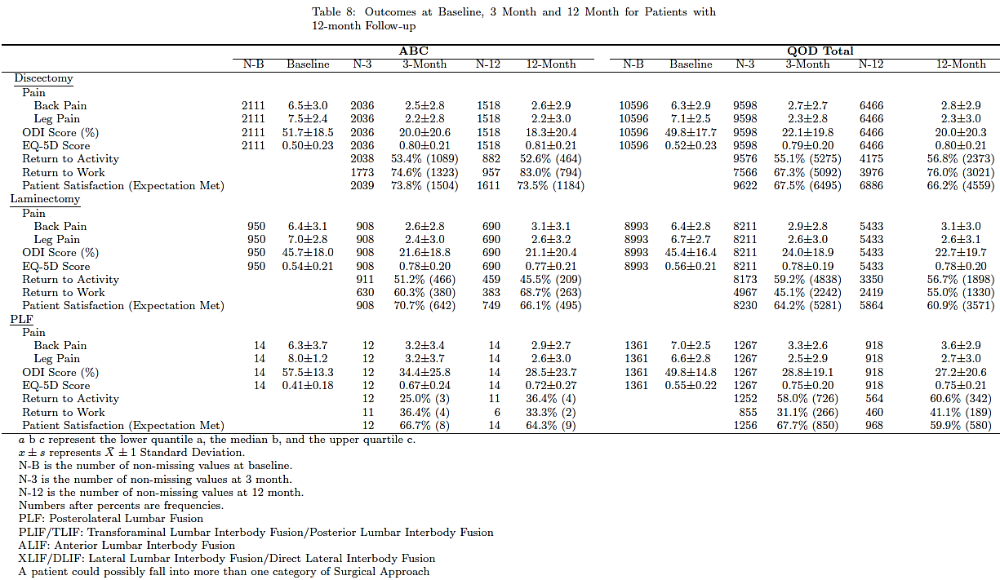 Table 8: Outcomes at Baseline, 3 Month and 12 Month for Patients with
12-month Follow-up
ABC QOD Total
N-B Baseline N-3 3-Month N-12 12-Month N-B Baseline N-3 3-Month N-12 12-Month
Discectomy
Pain
Back Pain 2111 6.5±3.0 2036 2.5±2.8 1518 2.6±2.9 10596 6.3±2.9 9598 2.7±2.7 6466 2.8±2.9
Leg Pain 2111 7.5±2.4 2036 2.2±2.8 1518 2.2±3.0 10596 7.1±2.5 9598 2.3±2.8 6466 2.3±3.0
ODI Score (%) 2111 51.7±18.5 2036 20.0±20.6 1518 18.3±20.4 10596 49.8±17.7 9598 22.1±19.8 6466 20.0±20.3
EQ-5D Score 2111 0.50±0.23 2036 0.80±0.21 1518 0.81±0.21 10596 0.52±0.23 9598 0.79±0.20 6466 0.80±0.21
Return to Activity 2038 53.4% (1089) 882 52.6% (464) 9576 55.1% (5275) 4175 56.8% (2373)
Return to Work 1773 74.6% (1323) 957 83.0% (794) 7566 67.3% (5092) 3976 76.0% (3021)
Patient Satisfaction (Expectation Met) 2039 73.8% (1504) 1611 73.5% (1184) 9622 67.5% (6495) 6886 66.2% (4559)
Laminectomy
Pain
Back Pain 950 6.4±3.1 908 2.6±2.8 690 3.1±3.1 8993 6.4±2.8 8211 2.9±2.8 5433 3.1±3.0
Leg Pain 950 7.0±2.8 908 2.4±3.0 690 2.6±3.2 8993 6.7±2.7 8211 2.6±3.0 5433 2.6±3.1
ODI Score (%) 950 45.7±18.0 908 21.6±18.8 690 21.1±20.4 8993 45.4±16.4 8211 24.0±18.9 5433 22.7±19.7
EQ-5D Score 950 0.54±0.21 908 0.78±0.20 690 0.77±0.21 8993 0.56±0.21 8211 0.78±0.19 5433 0.78±0.20
Return to Activity 911 51.2% (466) 459 45.5% (209) 8173 59.2% (4838) 3350 56.7% (1898)
Return to Work 630 60.3% (380) 383 68.7% (263) 4967 45.1% (2242) 2419 55.0% (1330)
Patient Satisfaction (Expectation Met) 908 70.7% (642) 749 66.1% (495) 8230 64.2% (5281) 5864 60.9% (3571)
PLF
Pain
Back Pain 14 6.3±3.7 12 3.2±3.4 14 2.9±2.7 1361 7.0±2.5 1267 3.3±2.6 918 3.6±2.9
Leg Pain 14 8.0±1.2 12 3.2±3.7 14 2.6±3.0 1361 6.6±2.8 1267 2.5±2.9 918 2.7±3.0
ODI Score (%) 14 57.5±13.3 12 34.4±25.8 14 28.5±23.7 1361 49.8±14.8 1267 28.8±19.1 918 27.2±20.6
EQ-5D Score 14 0.41±0.18 12 0.67±0.24 14 0.72±0.27 1361 0.55±0.22 1267 0.75±0.20 918 0.75±0.21
Return to Activity 12 25.0% (3) 11 36.4% (4) 1252 58.0% (726) 564 60.6% (342)
Return to Work 11 36.4% (4) 6 33.3% (2) 855 31.1% (266) 460 41.1% (189)
Patient Satisfaction (Expectation Met) 12 66.7% (8) 14 64.3% (9) 1256 67.7% (850) 968 59.9% (580)
a b c represent the lower quantile a, the median b, and the upper quartile c.
x ± s represents X̄ ± 1 Standard Deviation.
N-B is the number of non-missing values at baseline.
N-3 is the number of non-missing values at 3 month.
N-12 is the number of non-missing values at 12 month.
Numbers after percents are frequencies.
PLF: Posterolateral Lumbar Fusion
PLIF/TLIF: Transforaminal Lumbar Interbody Fusion/Posterior Lumbar Interbody Fusion
ALIF: Anterior Lumbar Interbody Fusion
XLIF/DLIF: Lateral Lumbar Interbody Fusion/Direct Lateral Interbody Fusion
A patient could possibly fall into more than one category of Surgical Approach